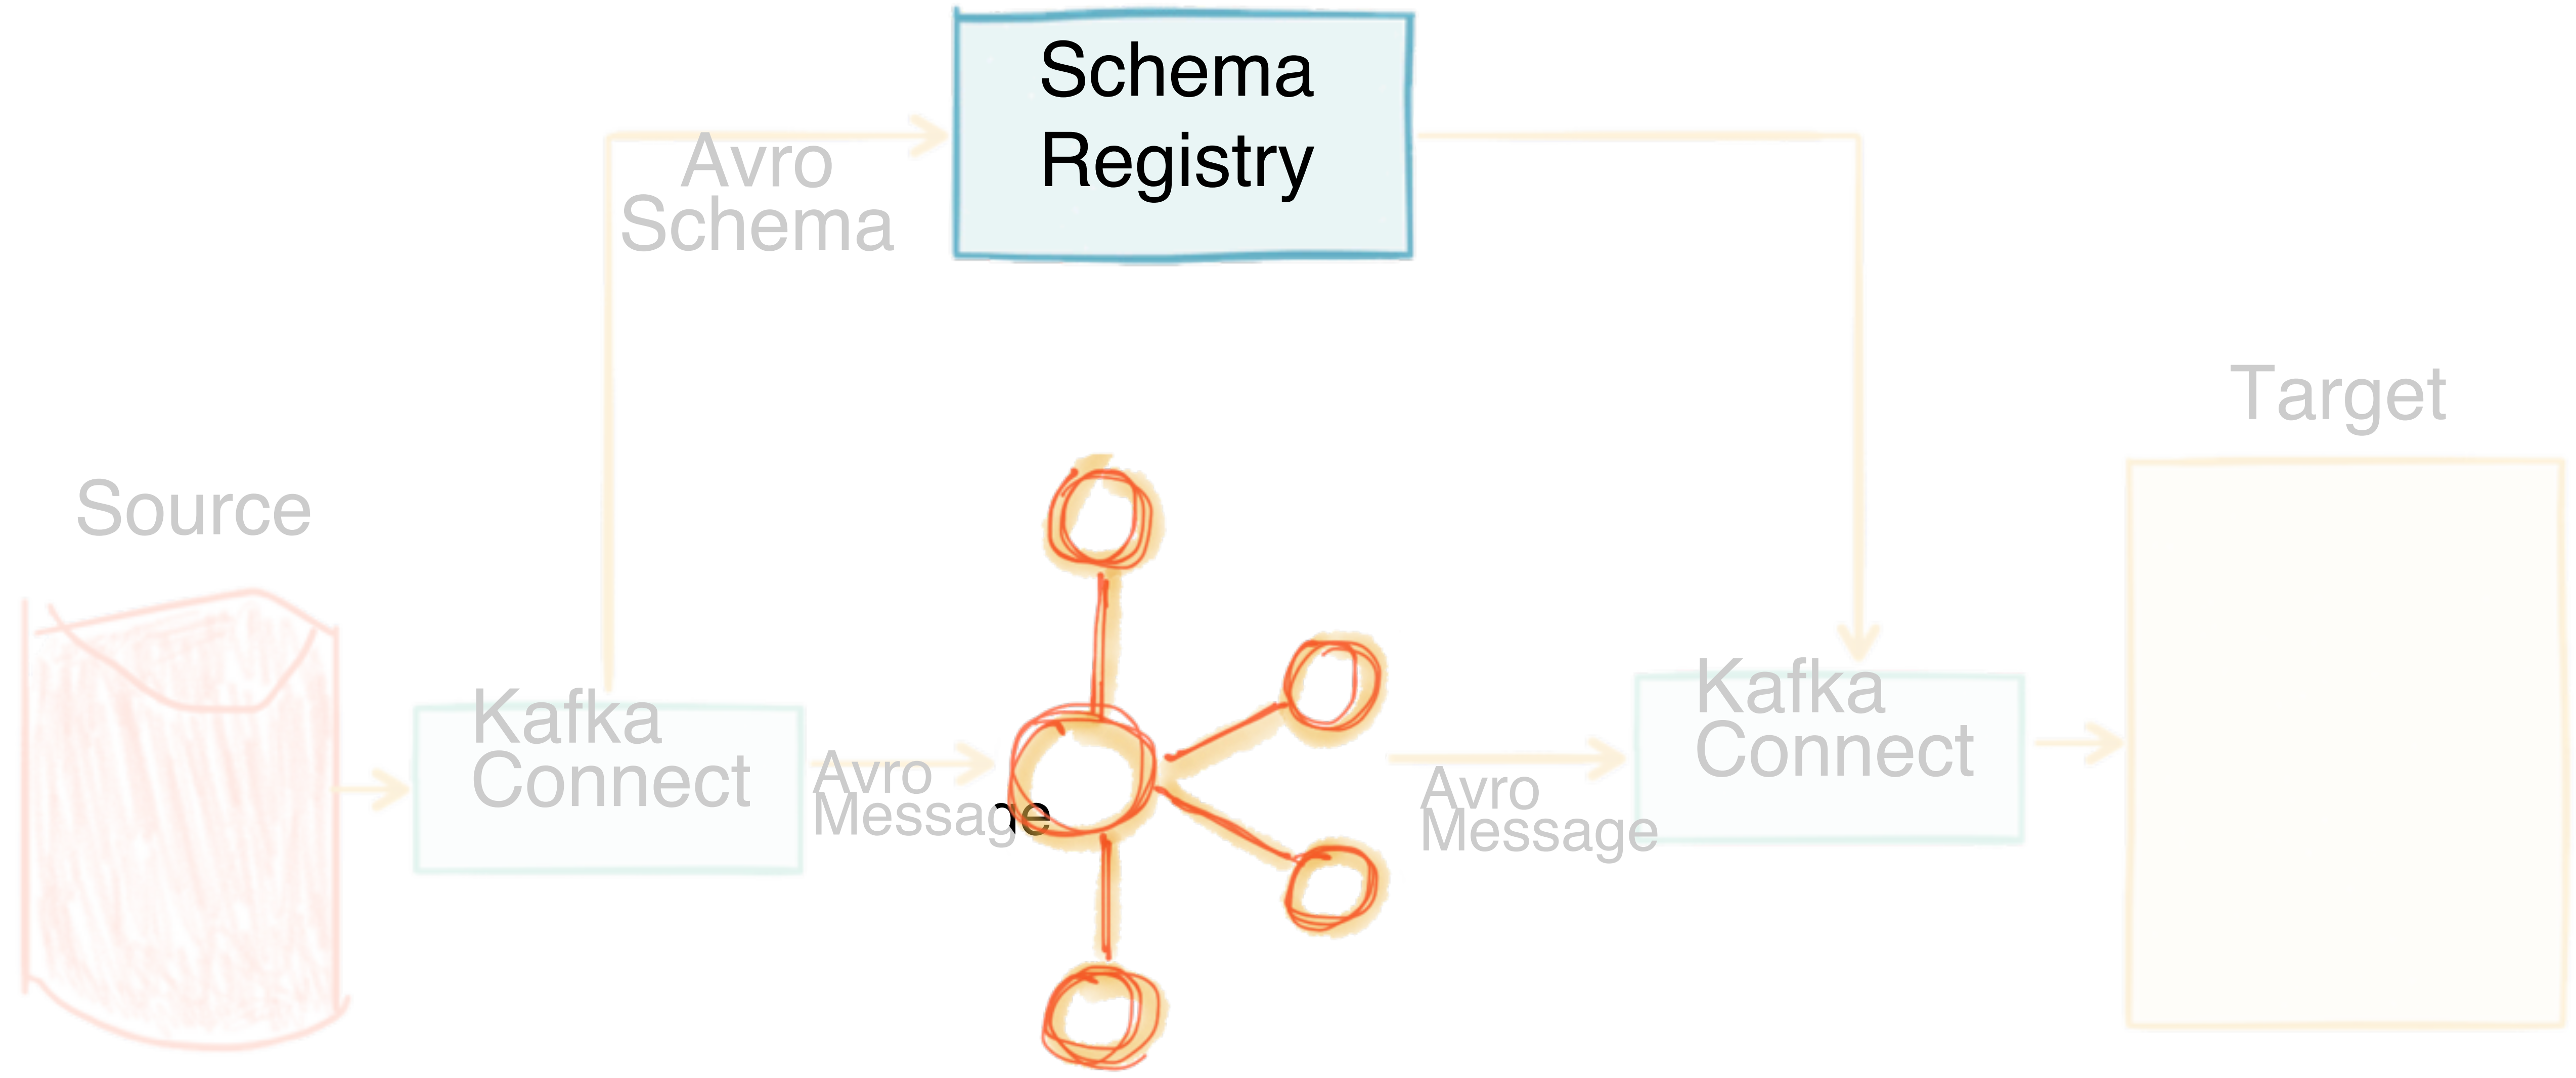 Schema
Registry
Avro
Schema
Target
Source
Kafka
Connect
Avro
Message
Avro
Message
Kafka
Connect